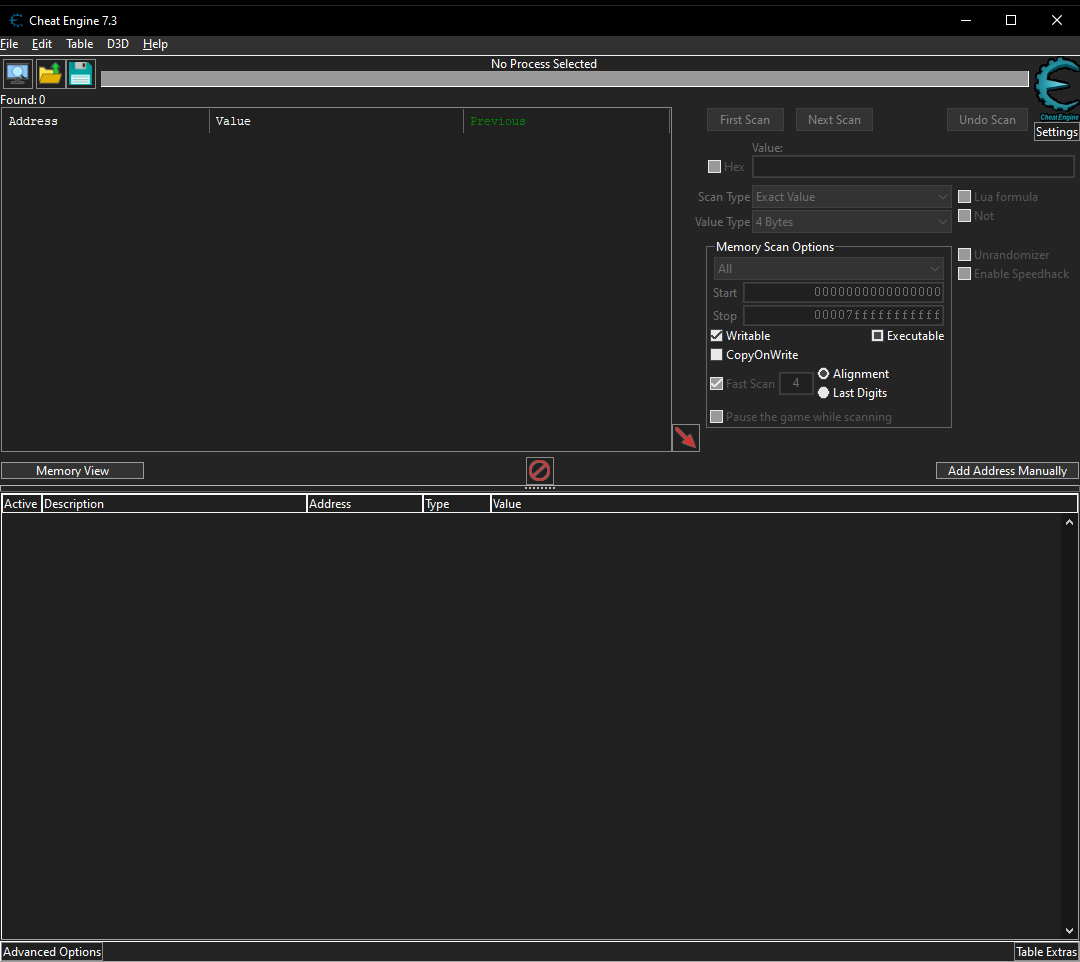 Cheat Engine 7.3
File Edit Table D3D Help
No Process Selected
Found: 0
Cheat Engine
Settings
Address Value Previous
First Scan Next Scan Undo Scan
Value:
Hex
Scan Type Exact Value Lua formula
Value Type 4 Bytes Not
Memory Scan Options
All
Unrandomizer
Enable Speedhack
Start 0000000000000000
Stop 00007fffffffffff
Writable Executable
CopyOnWrite
Fast Scan 4 Alignment
Last Digits
Pause the game while scanning
Memory View Add Address Manually
Active Description Address Type Value
Advanced Options Table Extras